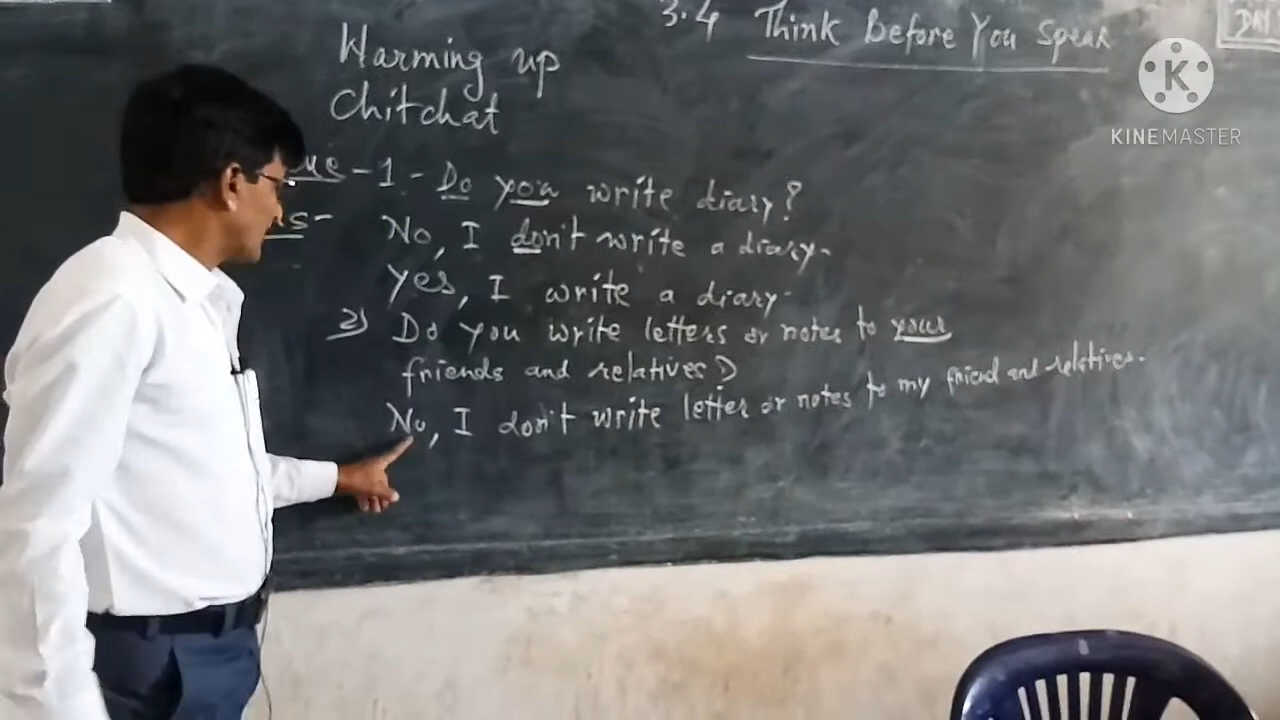 3.4 Think Before You Speak
DAY
Warming up
Chitchat
-1- Do you write diary?
No, I don't write a diary.
Yes, I write a diary.
2) Do you write letters or notes to your
friends and relatives?
No, I don't write letter or notes to my friend and relatives.
KINEMASTER